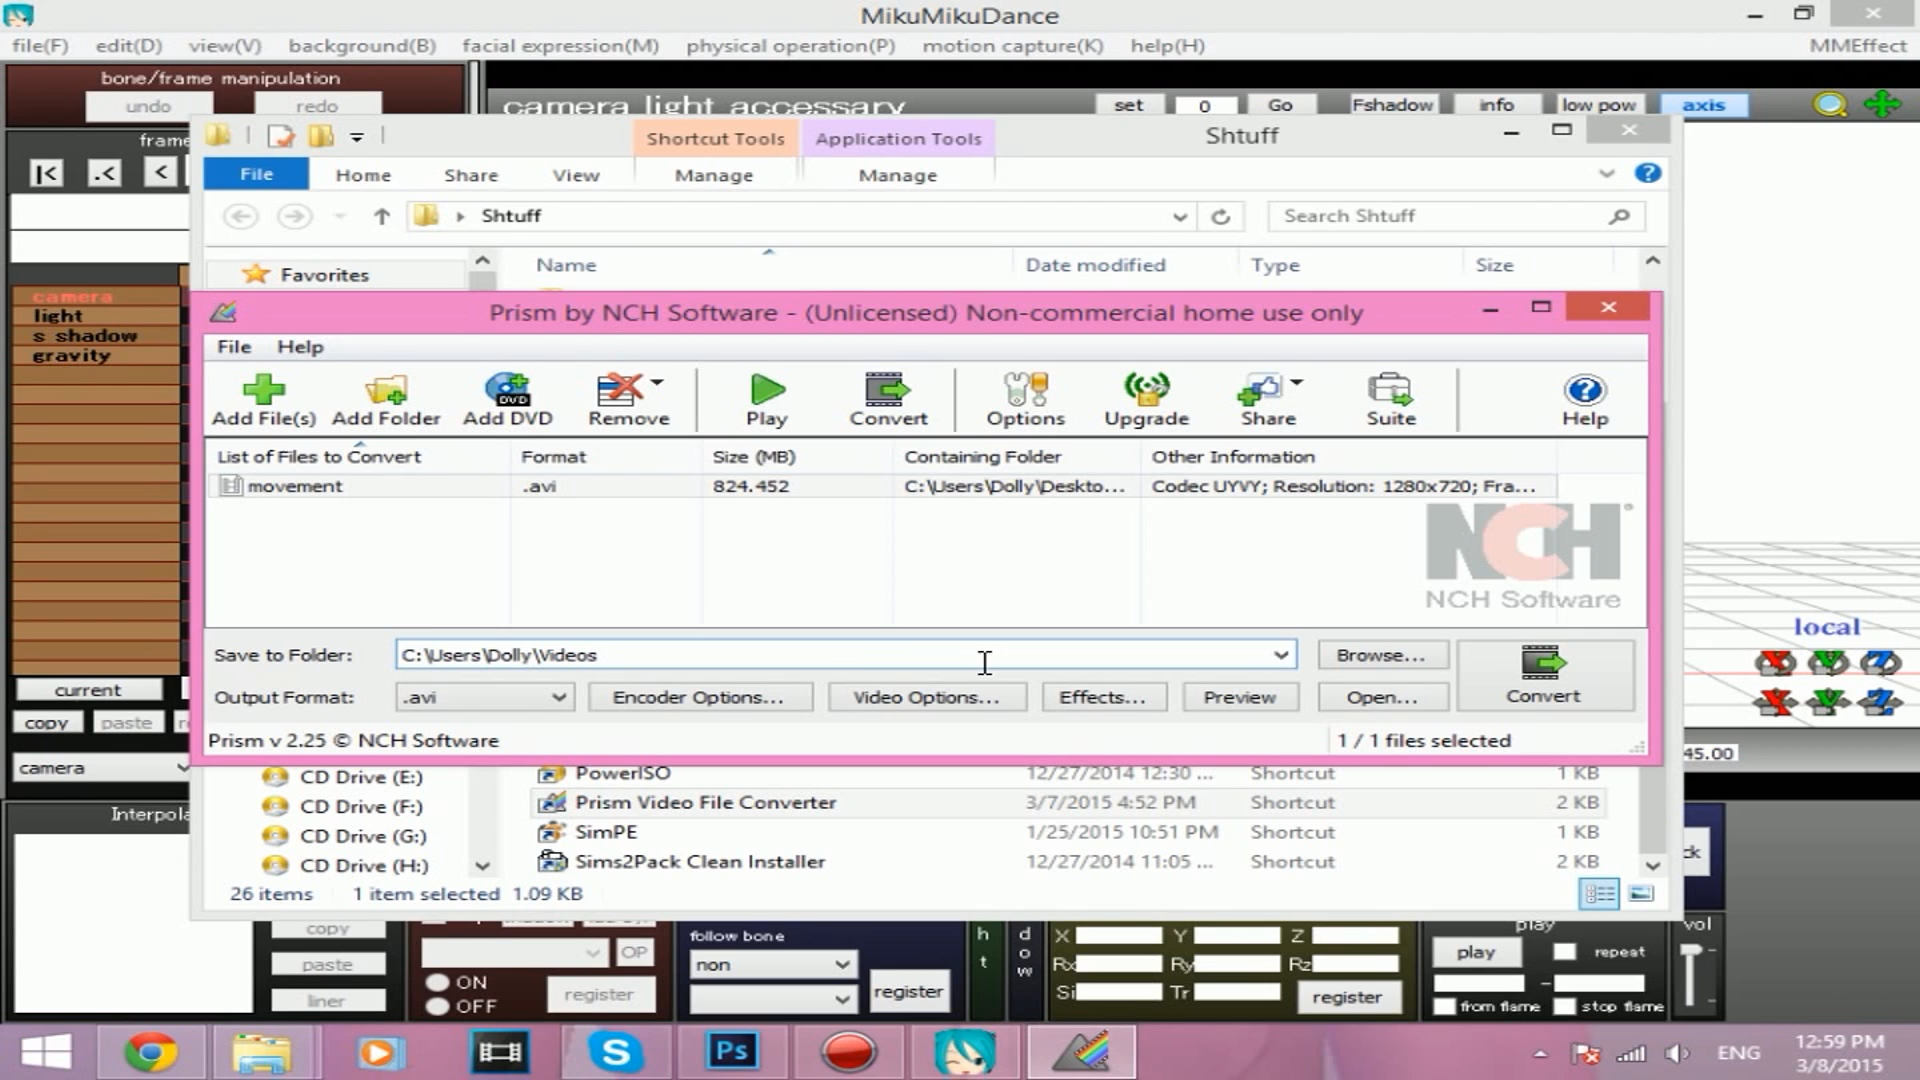 MikuMikuDance
file(F) edit(D) view(V) background(B) facial expression(M) physical operation(P) motion capture(K) help(H) MMEffect
bone/frame manipulation
undo redo
camera light accessary set 0 Go Fshadow info low pow axis
frame
|< .< <
Shortcut Tools Application Tools Shtuff
File Home Share View Manage Manage
Shtuff Search Shtuff
Favorites Name Date modified Type Size
camera
light
s shadow
gravity
Prism by NCH Software - (Unlicensed) Non-commercial home use only
File Help
DVD
Add File(s) Add Folder Add DVD Remove Play Convert Options Upgrade Share Suite Help
List of Files to Convert Format Size (MB) Containing Folder Other Information
movement .avi 824.452 C:\Users\Dolly\Deskto... Codec UYVY; Resolution: 1280x720; Fra...
NCH
NCH Software
Save to Folder: C:\Users\Dolly\Videos Browse... Convert
Output Format: .avi Encoder Options... Video Options... Effects... Preview Open...
Prism v 2.25 © NCH Software 1 / 1 files selected
local
X Y Z
X Y Z
current
copy paste
camera
45.00
CD Drive (E:) PowerISO 12/27/2014 12:30 ... Shortcut 1 KB
CD Drive (F:) Prism Video File Converter 3/7/2015 4:52 PM Shortcut 2 KB
CD Drive (G:) SimPE 1/25/2015 10:51 PM Shortcut 1 KB
CD Drive (H:) Sims2Pack Clean Installer 12/27/2014 11:05 ... Shortcut 2 KB
26 items 1 item selected 1.09 KB
Interpola
copy
paste
liner
OP
ON
OFF
register
follow bone
non
register
h
t
d
o
w
X Y Z
Rx Ry Rz
Si Tr register
play vol
play repeat
-
from flame stop flame
Ps
ENG
12:59 PM
3/8/2015